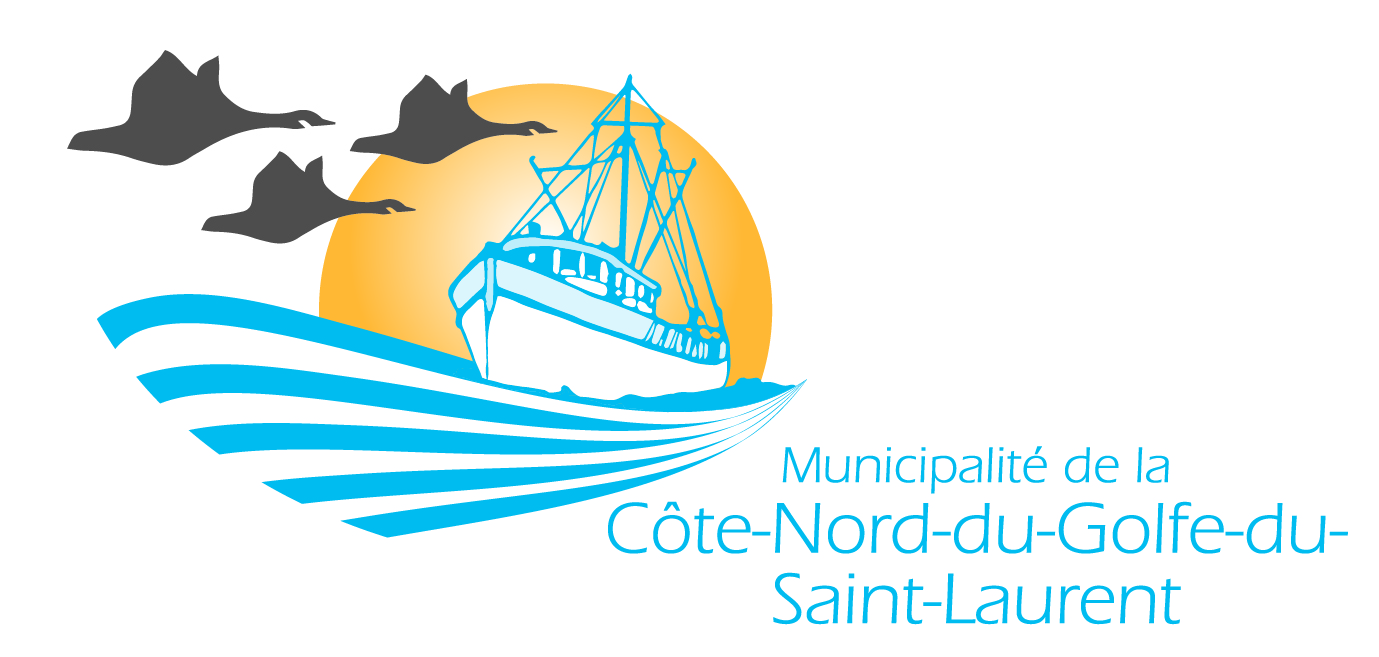 Municipalité de la
Côte-Nord-du-Golfe-du-
Saint-Laurent